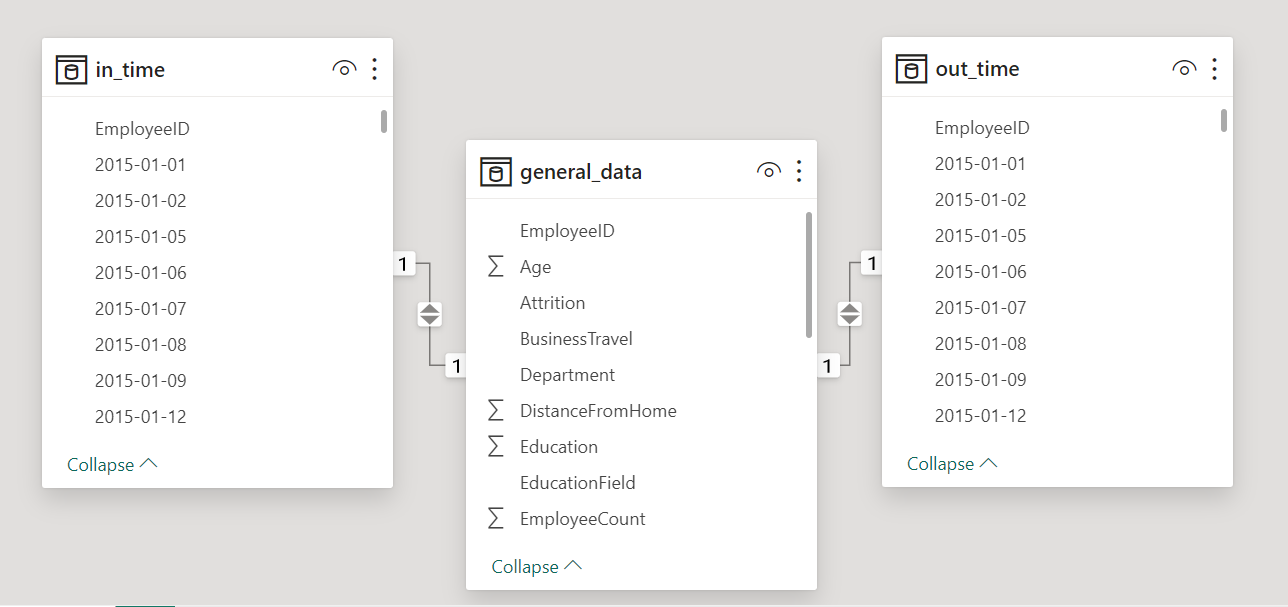 in_time
EmployeeID
2015-01-01
2015-01-02
2015-01-05
2015-01-06
2015-01-07
2015-01-08
2015-01-09
2015-01-12
Collapse
1
1
general_data
EmployeeID
Age
Attrition
BusinessTravel
Department
DistanceFromHome
Education
EducationField
EmployeeCount
Collapse
1
1
out_time
EmployeeID
2015-01-01
2015-01-02
2015-01-05
2015-01-06
2015-01-07
2015-01-08
2015-01-09
2015-01-12
Collapse